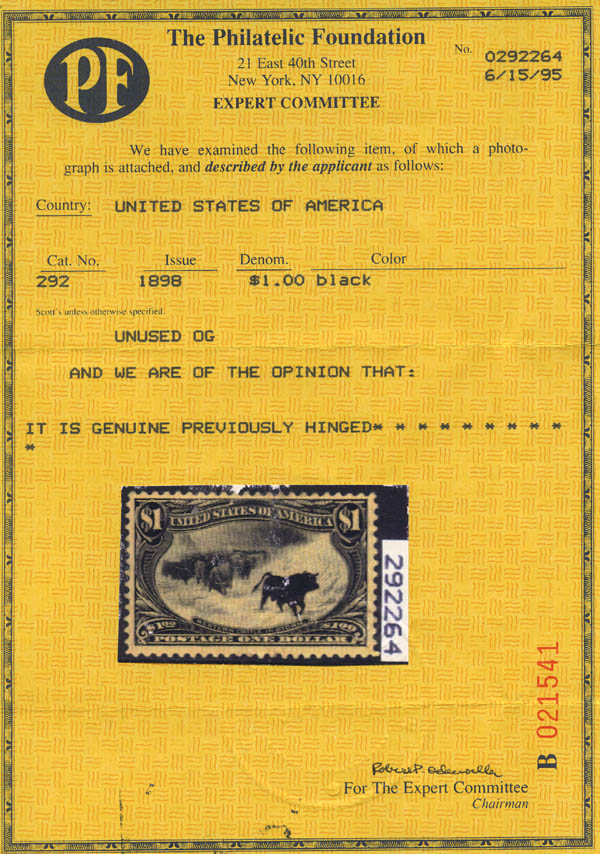 PF
The Philatelic Foundation
21 East 40th Street
New York, NY 10016
EXPERT COMMITTEE
No. 0292264
6/15/95
We have examined the following item, of which a photo-
graph is attached, and described by the applicant as follows:
Country: UNITED STATES OF AMERICA
Cat. No. Issue Denom. Color
292 1898 $1.00 black
Scott's unless otherwise specified.
UNUSED OG
AND WE ARE OF THE OPINION THAT:
IT IS GENUINE PREVIOUSLY HINGED* * * * * * * * *
*
$1 UNITED STATES OF AMERICA $1
POSTAGE ONE DOLLAR
292264
B 021541
For The Expert Committee
Chairman